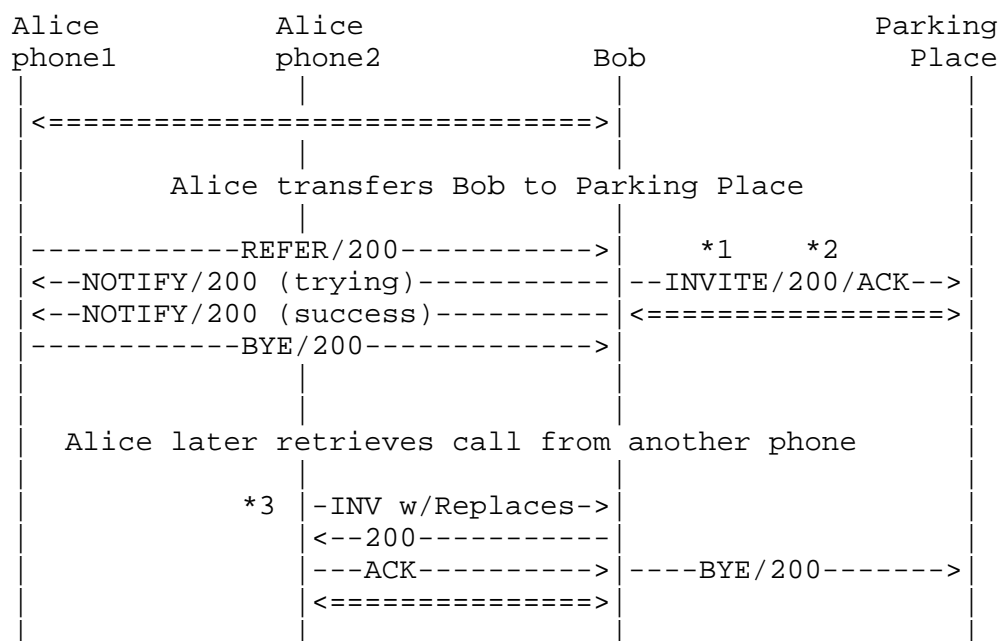 Alice               Alice                             Parking
phone1            phone2            Bob               Place
|                   |                   |                     |
|<===============================>|                     |
|                   |                   |                     |
|         Alice transfers Bob to Parking Place          |
|                   |                   |                     |
|------------REFER/200----------->|    *1    *2         |
|<--NOTIFY/200 (trying)-----------|--INVITE/200/ACK-->|
|<--NOTIFY/200 (success)----------|<=================>|
|------------BYE/200------------->|                     |
|                   |                   |                     |
|                   |                   |                     |
|  Alice later retrieves call from another phone        |
|                   |                   |                     |
|            *3 |-INV w/Replaces->|                     |
|                   |<--200-----------|                     |
|                   |---ACK---------->|----BYE/200------->|
|                   |<===============>|                     |
|                   |                   |                     |